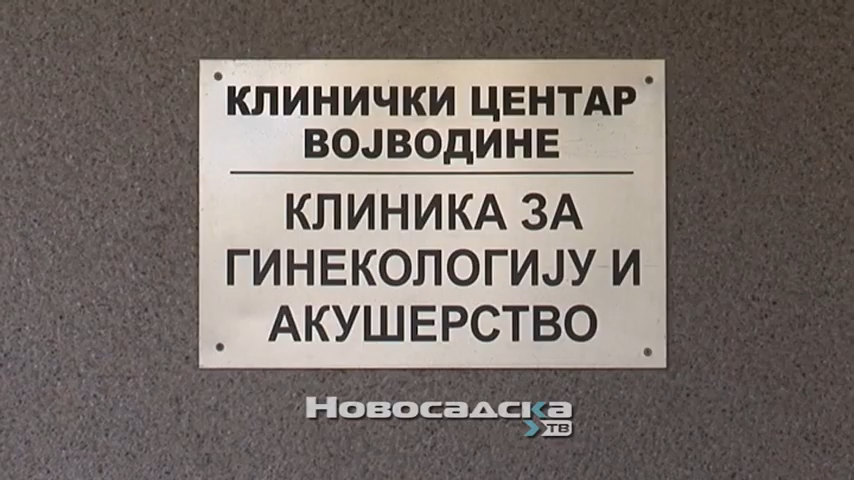 КЛИНИЧКИ ЦЕНТАР
ВОЈВОДИНЕ
КЛИНИКА ЗА
ГИНЕКОЛОГИЈУ И
АКУШЕРСТВО
НОВОСАДСКА
ТВ